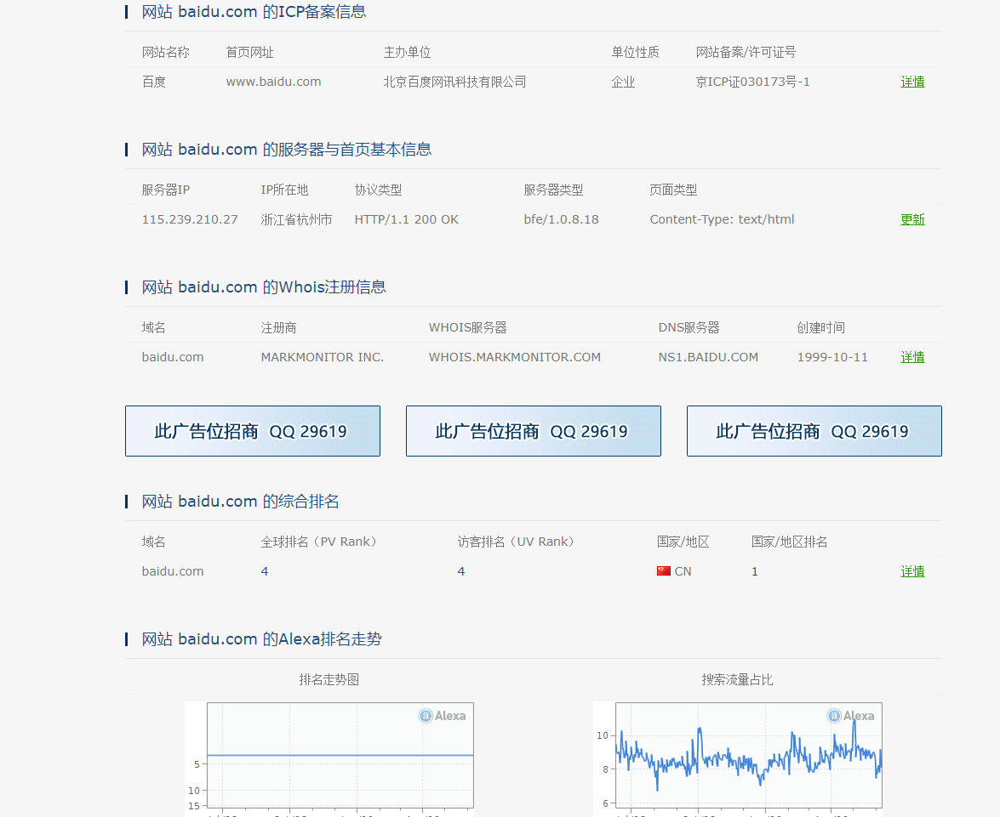 网站 baidu.com 的ICP备案信息
网站名称 首页网址 主办单位 单位性质 网站备案/许可证号
百度 www.baidu.com 北京百度网讯科技有限公司 企业 京ICP证030173号-1 详情
网站 baidu.com 的服务器与首页基本信息
服务器IP IP所在地 协议类型 服务器类型 页面类型
115.239.210.27 浙江省杭州市 HTTP/1.1 200 OK bfe/1.0.8.18 Content-Type: text/html 更新
网站 baidu.com 的Whois注册信息
域名 注册商 WHOIS服务器 DNS服务器 创建时间
baidu.com MARKMONITOR INC. WHOIS.MARKMONITOR.COM NS1.BAIDU.COM 1999-10-11 详情
此广告位招商 QQ 29619 此广告位招商 QQ 29619 此广告位招商 QQ 29619
网站 baidu.com 的综合排名
域名 全球排名（PV Rank） 访客排名（UV Rank） 国家/地区 国家/地区排名
baidu.com 4 4 CN 1 详情
网站 baidu.com 的Alexa排名走势
排名走势图 搜索流量占比
a Alexa a Alexa
5 10
10 8
15 6